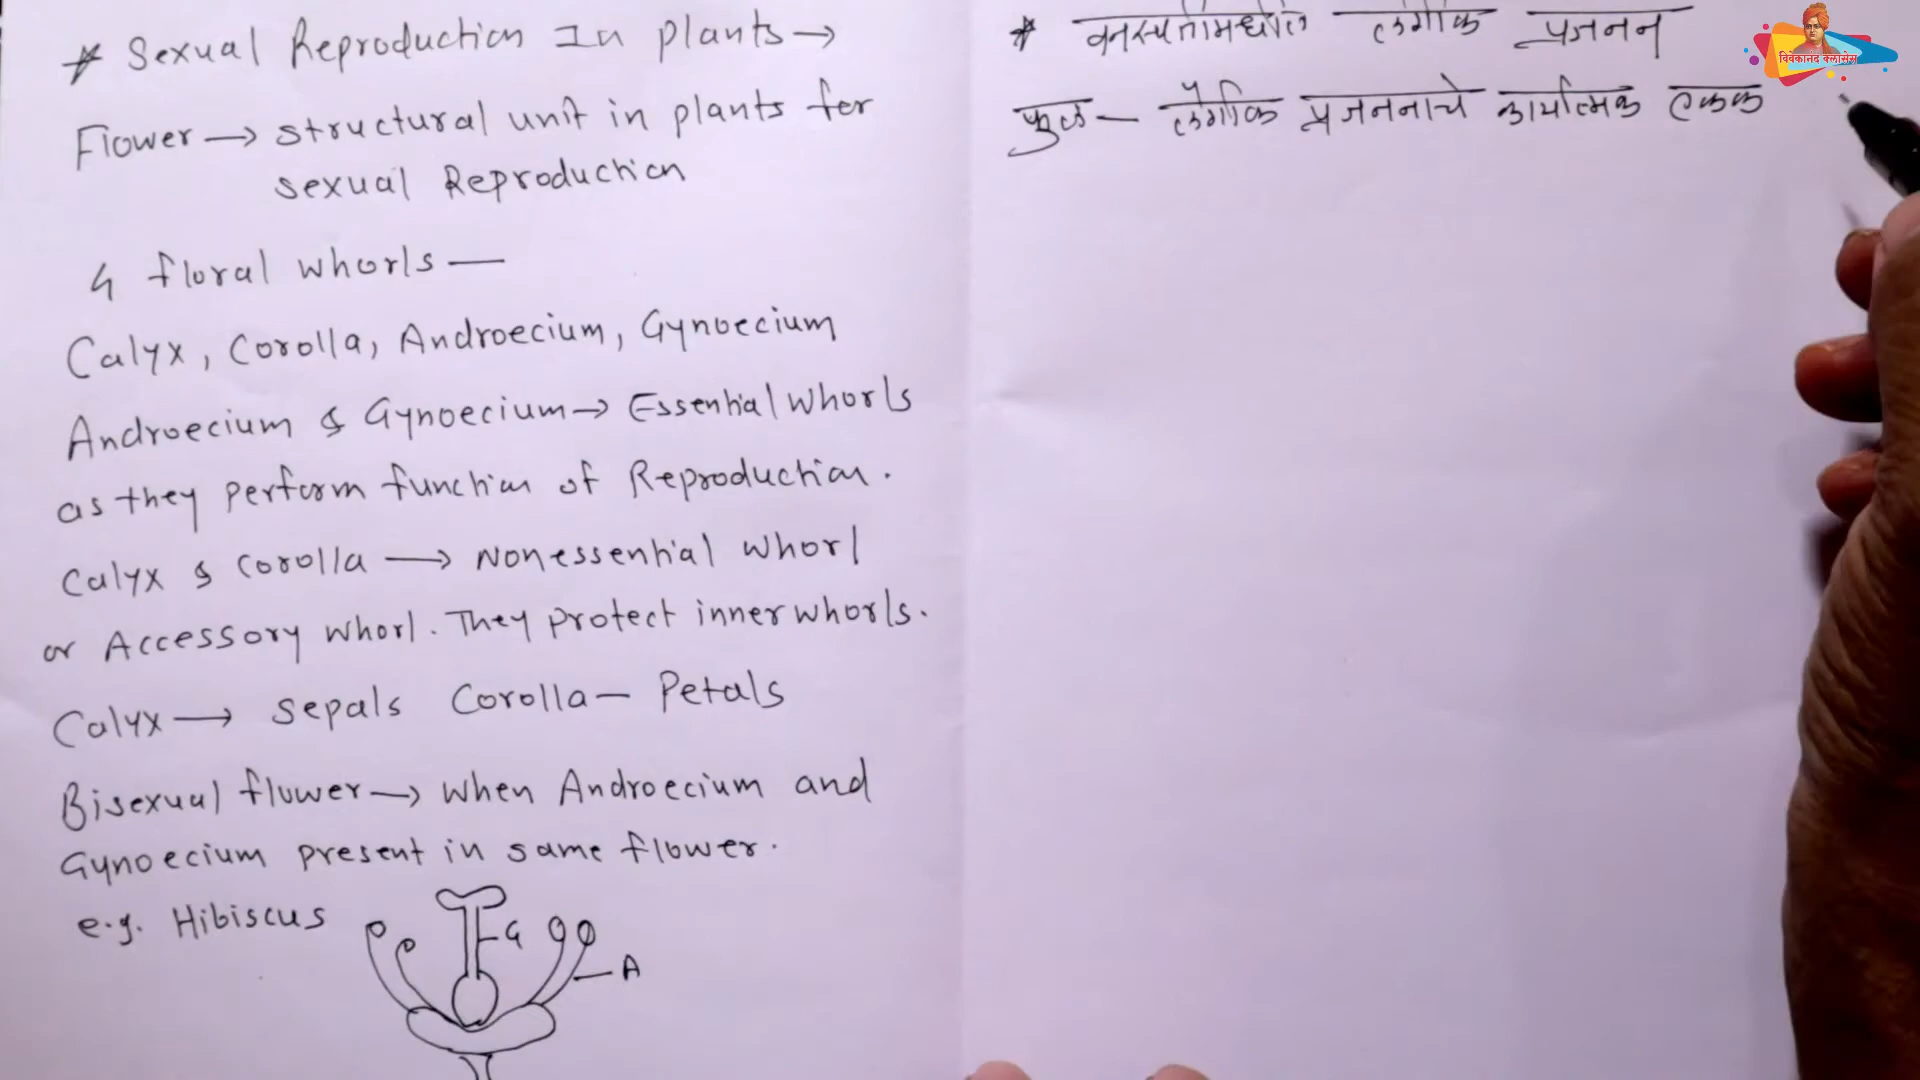 * Sexual Reproduction In plants →
Flower → structural unit in plants for
sexual Reproduction
4 floral whorls —
Calyx, Corolla, Androecium, Gynoecium
Androecium & Gynoecium → Essential Whorls
as they perform function of Reproduction.
Calyx & Corolla → Nonessential Whorl
or Accessory Whorl. They protect inner whorls.
Calyx → Sepals Corolla — Petals
Bisexual flower → When Androecium and
Gynoecium present in same flower.
e.g. Hibiscus
G
A
* वनस्पतीमधील लैंगीक प्रजनन
फुल — लैंगीक प्रजननाचे कार्यात्मक एकक
विवेकानंद क्लासेस